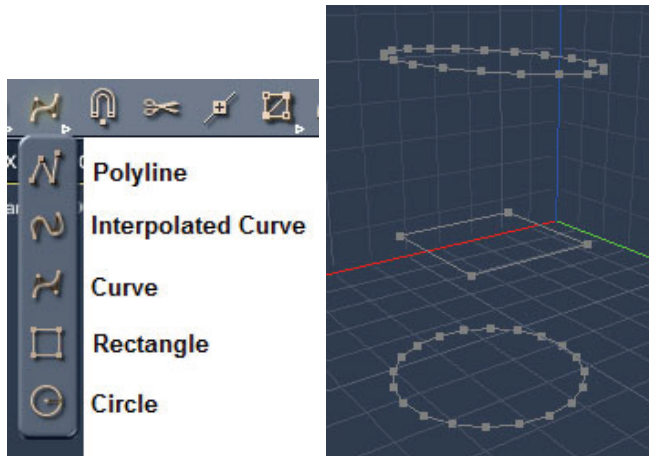 Polyline
Interpolated Curve
Curve
Rectangle
Circle